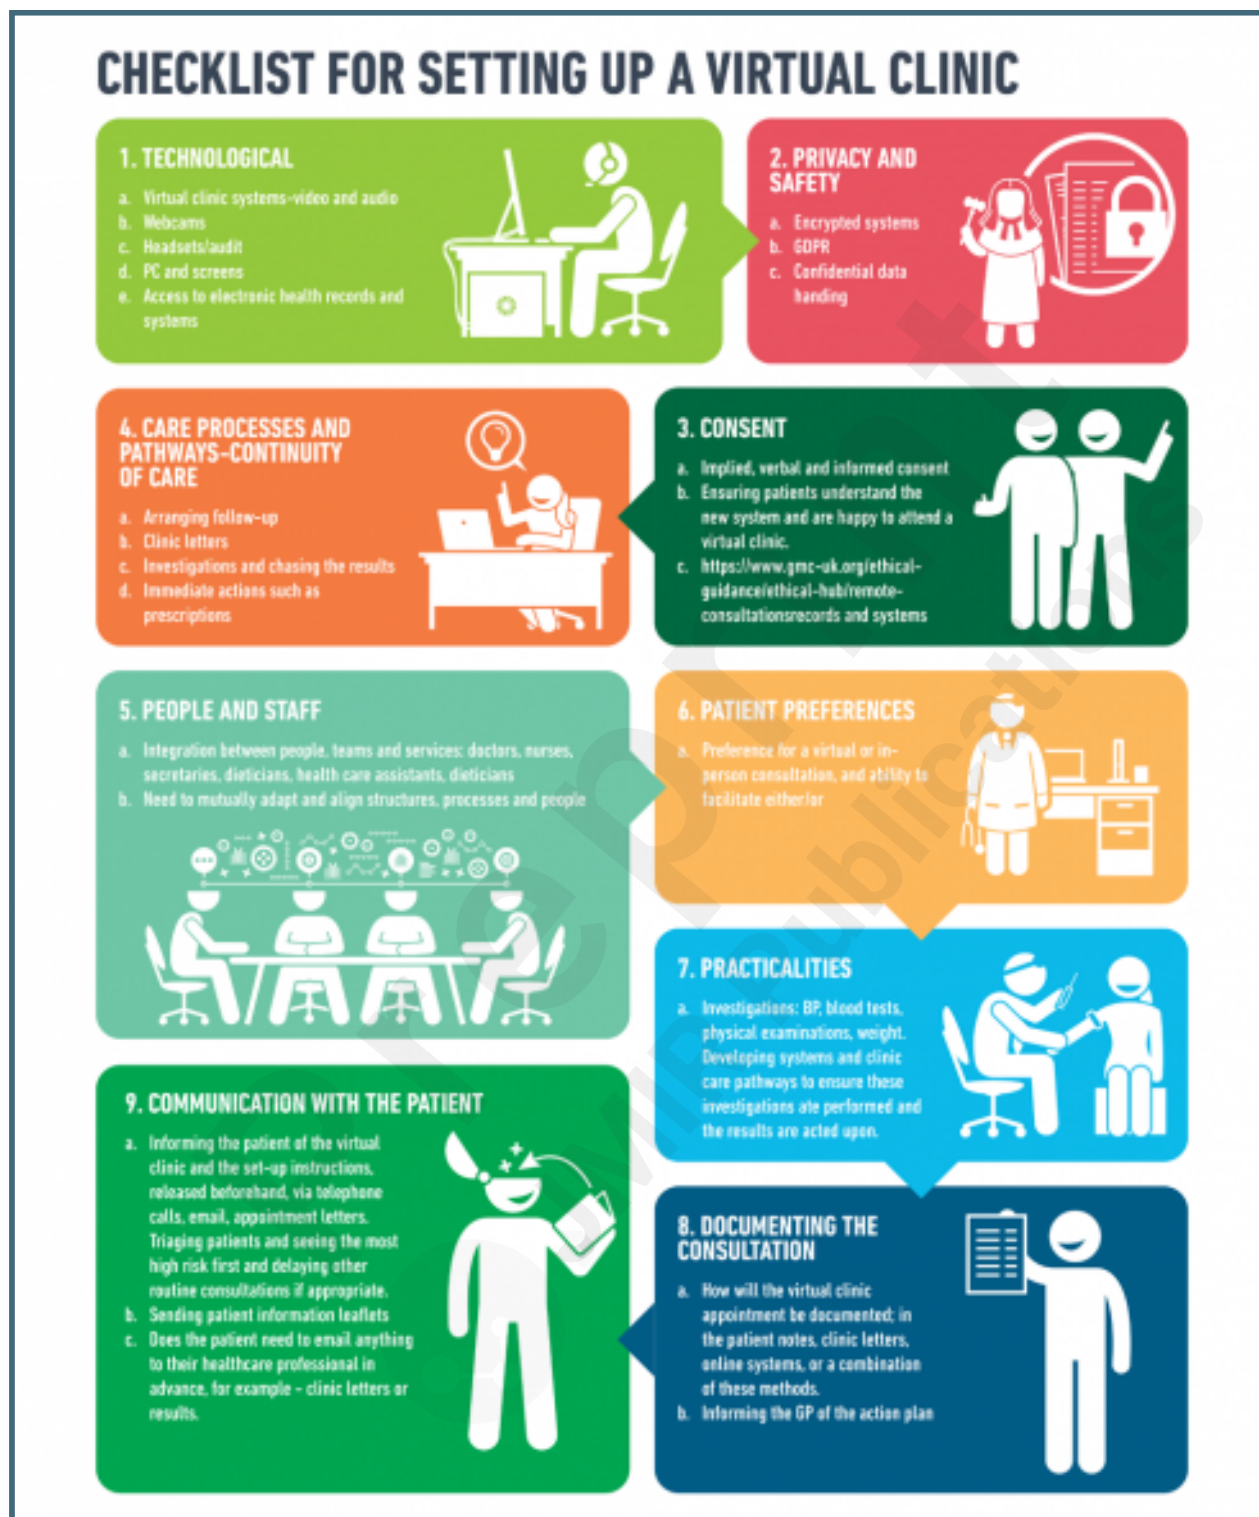 CHECKLIST FOR SETTING UP A VIRTUAL CLINIC
1. TECHNOLOGICAL
a. Virtual clinic systems-video and audio
b. Webcams
c. Headsets/audit
d. PC and screens
e. Access to electronic health records and
systems
2. PRIVACY AND
SAFETY
a. Encrypted systems
b. GDPR
c. Confidential data
handing
3. CONSENT
a. Implied, verbal and informed consent
b. Ensuring patients understand the
new system and are happy to attend a
virtual clinic.
c. https://www.gmc-uk.org/ethical-
guidance/ethical-hub/remote-
consultationsrecords and systems
4. CARE PROCESSES AND
PATHWAYS-CONTINUITY
OF CARE
a. Arranging follow-up
b. Clinic letters
c. Investigations and chasing the results
d. Immediate actions such as
prescriptions
5. PEOPLE AND STAFF
a. Integration between people, teams and services: doctors, nurses,
secretaries, dieticians, health care assistants, dieticians
b. Need to mutually adapt and align structures, processes and people
6. PATIENT PREFERENCES
a. Preference for a virtual or in-
person consultation, and ability to
facilitate either/or
7. PRACTICALITIES
a. Investigations: BP, blood tests,
physical examinations, weight.
Developing systems and clinic
care pathways to ensure these
investigations ate performed and
the results are acted upon.
8. DOCUMENTING THE
CONSULTATION
a. How will the virtual clinic
appointment be documented; in
the patient notes, clinic letters,
online systems, or a combination
of these methods.
b. Informing the GP of the action plan
9. COMMUNICATION WITH THE PATIENT
a. Informing the patient of the virtual
clinic and the set-up instructions,
released beforehand, via telephone
calls, email, appointment letters.
Triaging patients and seeing the most
high risk first and delaying other
routine consultations if appropriate.
b. Sending patient information leaflets
c. Does the patient need to email anything
to their healthcare professional in
advance, for example - clinic letters or
results.
Preprint
JMIR Publications